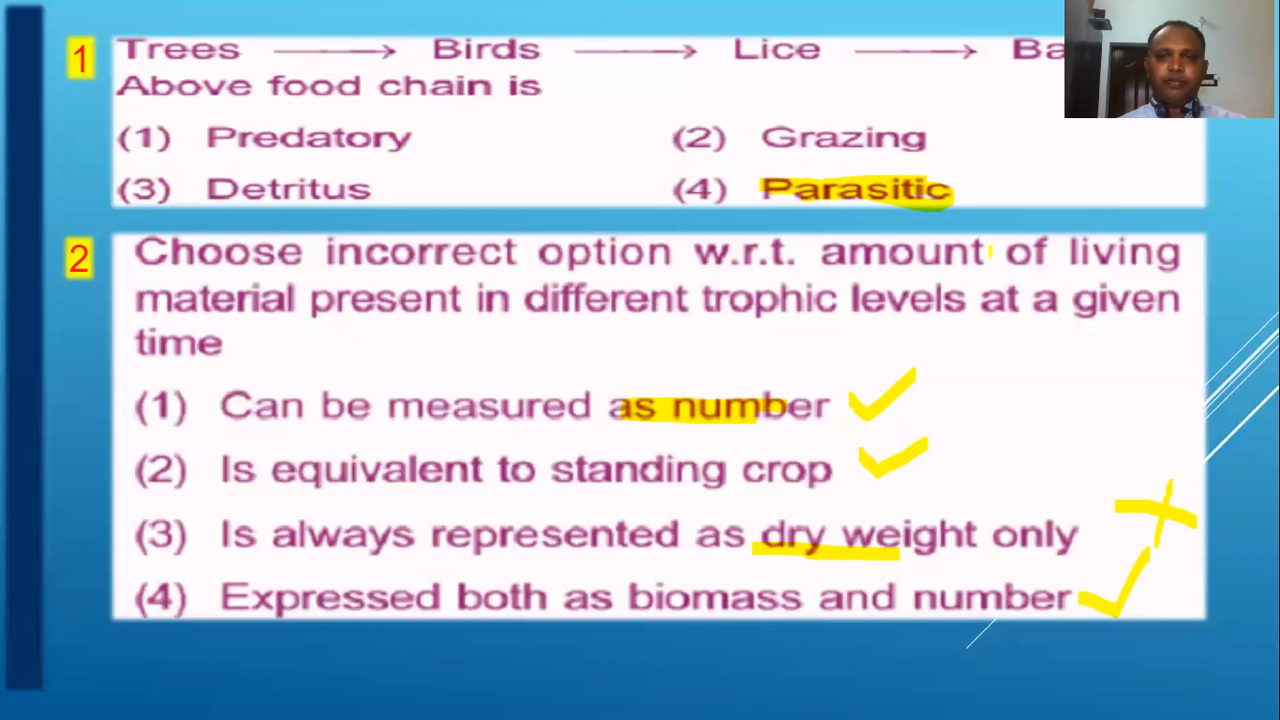 1 Trees → Birds → Lice → Ba
Above food chain is
(1) Predatory (2) Grazing
(3) Detritus (4) Parasitic
2 Choose incorrect option w.r.t. amount of living
material present in different trophic levels at a given
time
(1) Can be measured as number
(2) Is equivalent to standing crop
(3) Is always represented as dry weight only
(4) Expressed both as biomass and number